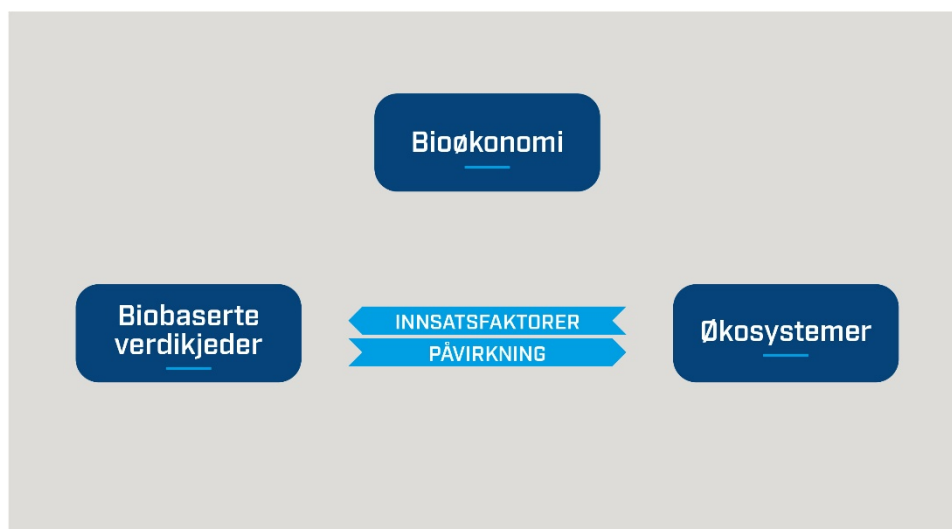 Bioøkonomi
Biobaserte
verdikjeder
INNSATSFAKTORER
PÅVIRKNING
Økosystemer